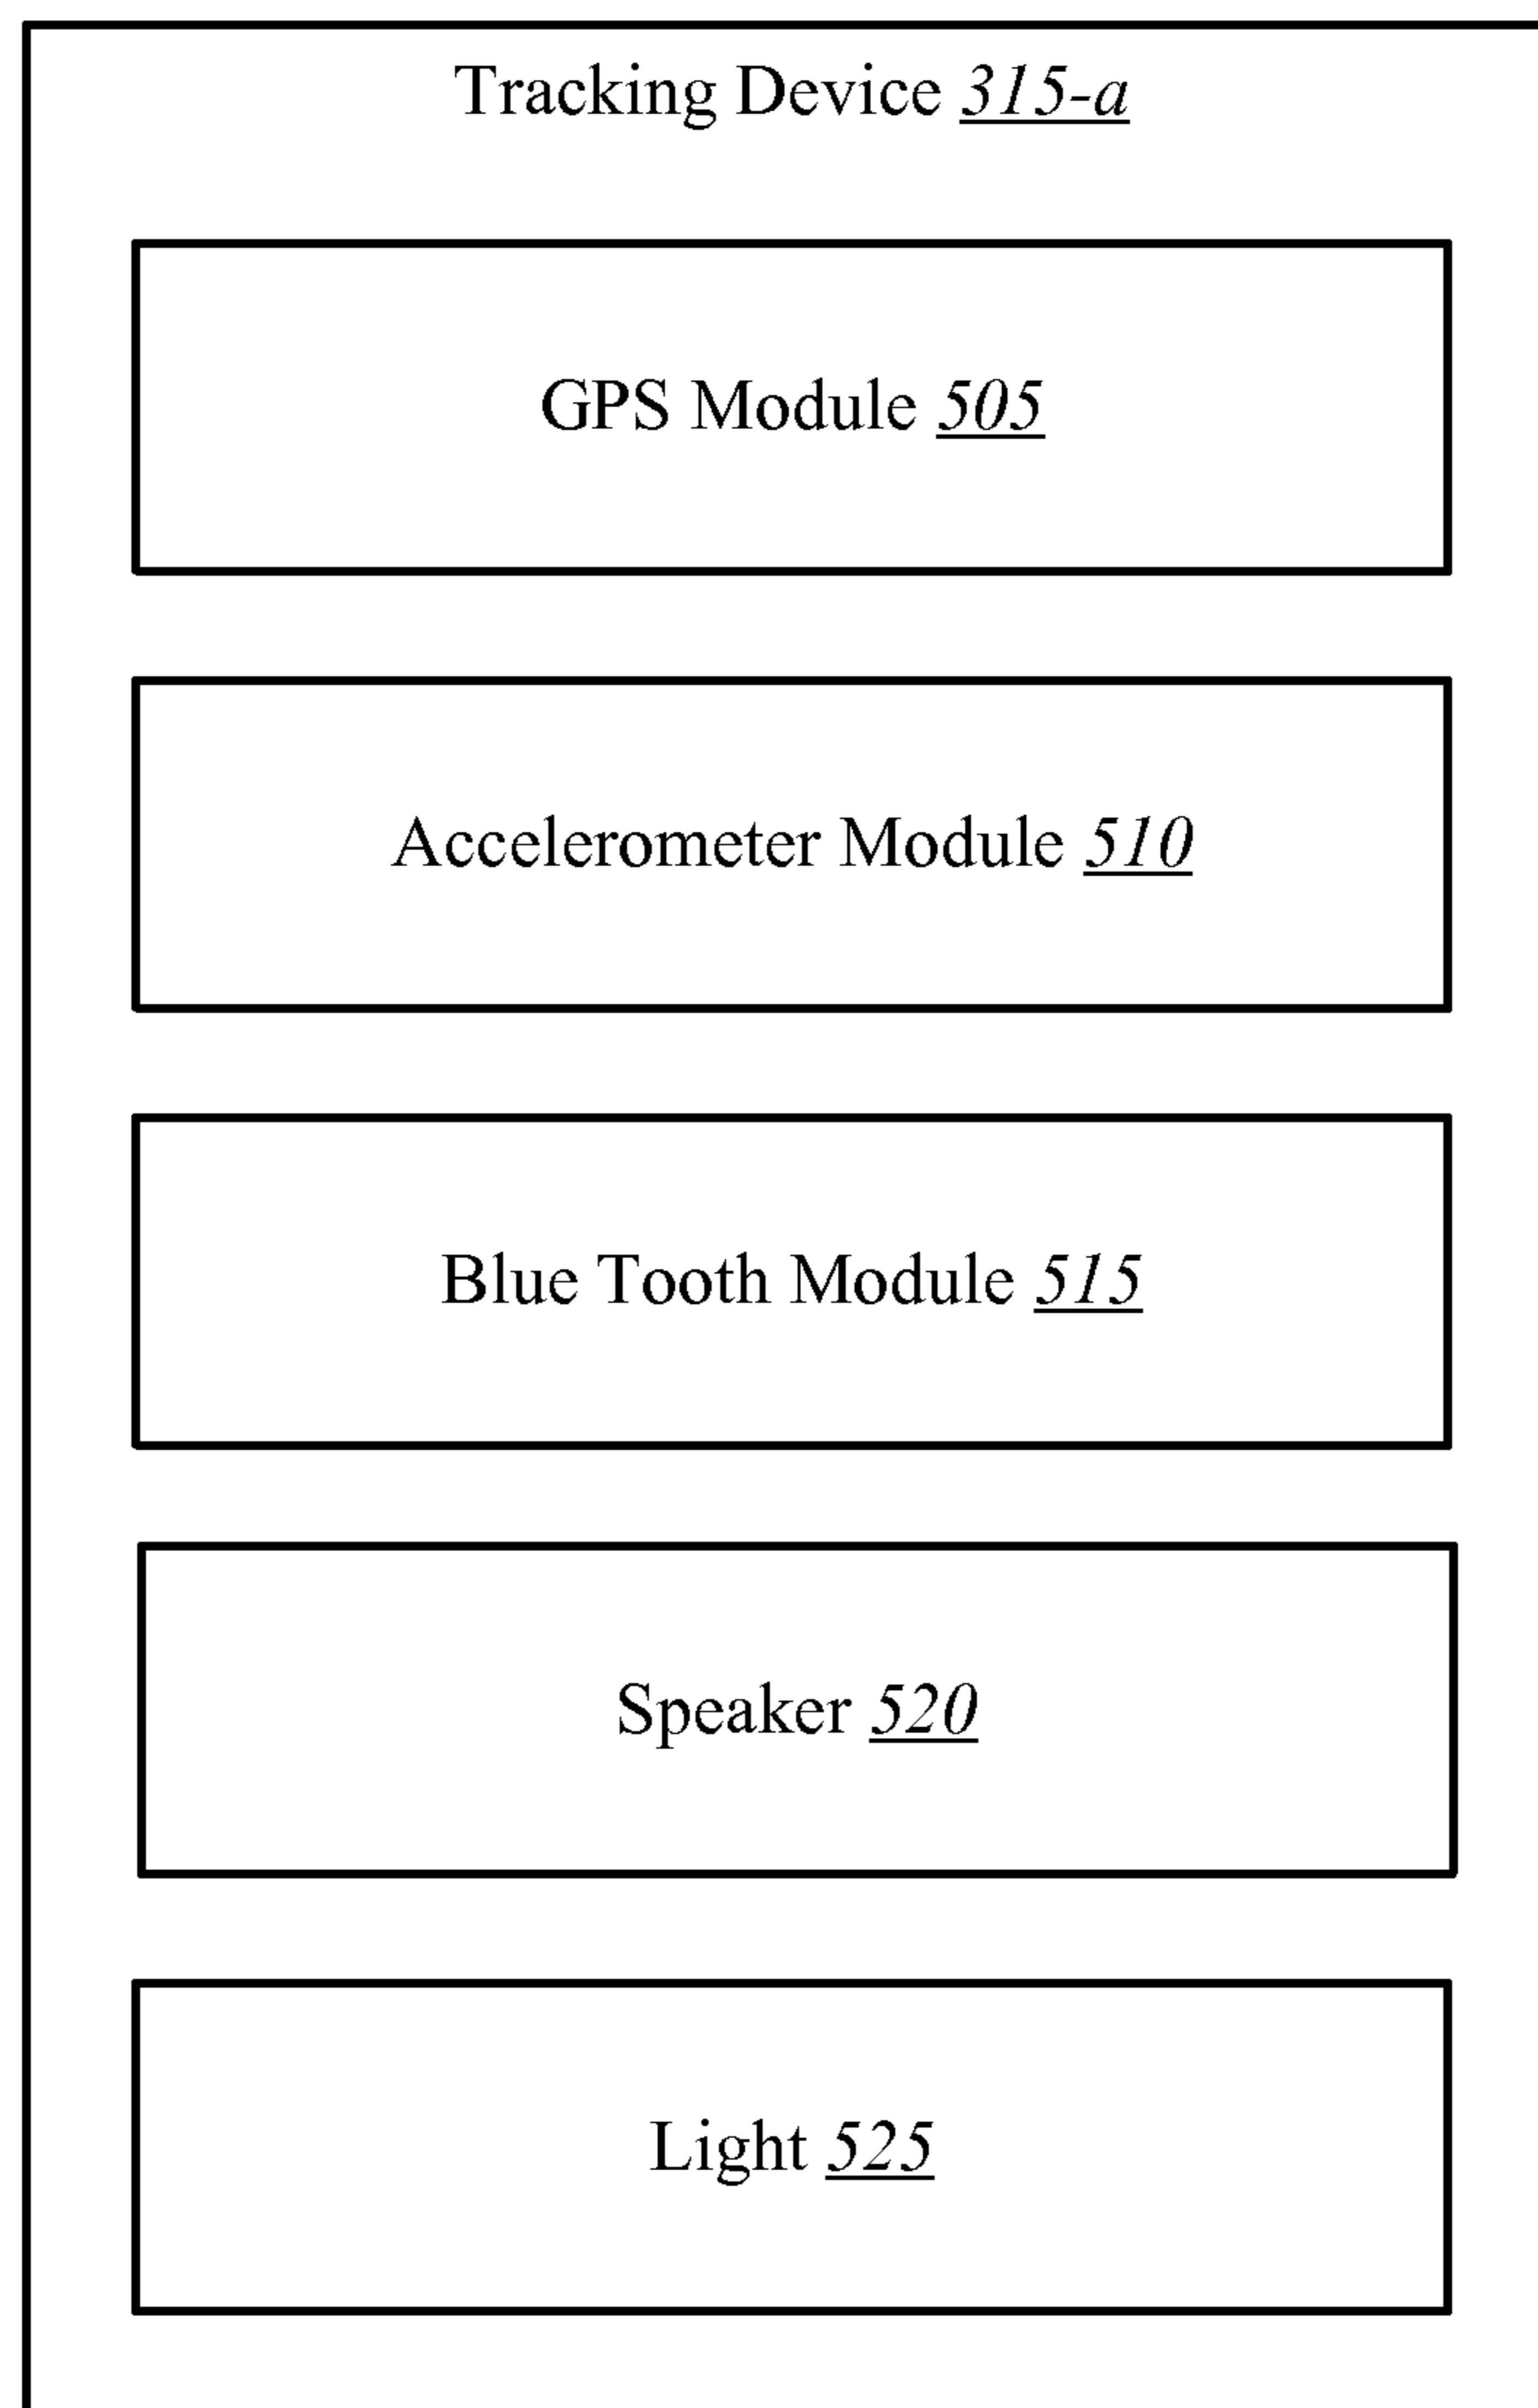 Tracking Device 315-a
GPS Module 505
Accelerometer Module 510
Blue Tooth Module 515
Speaker 520
Light 525